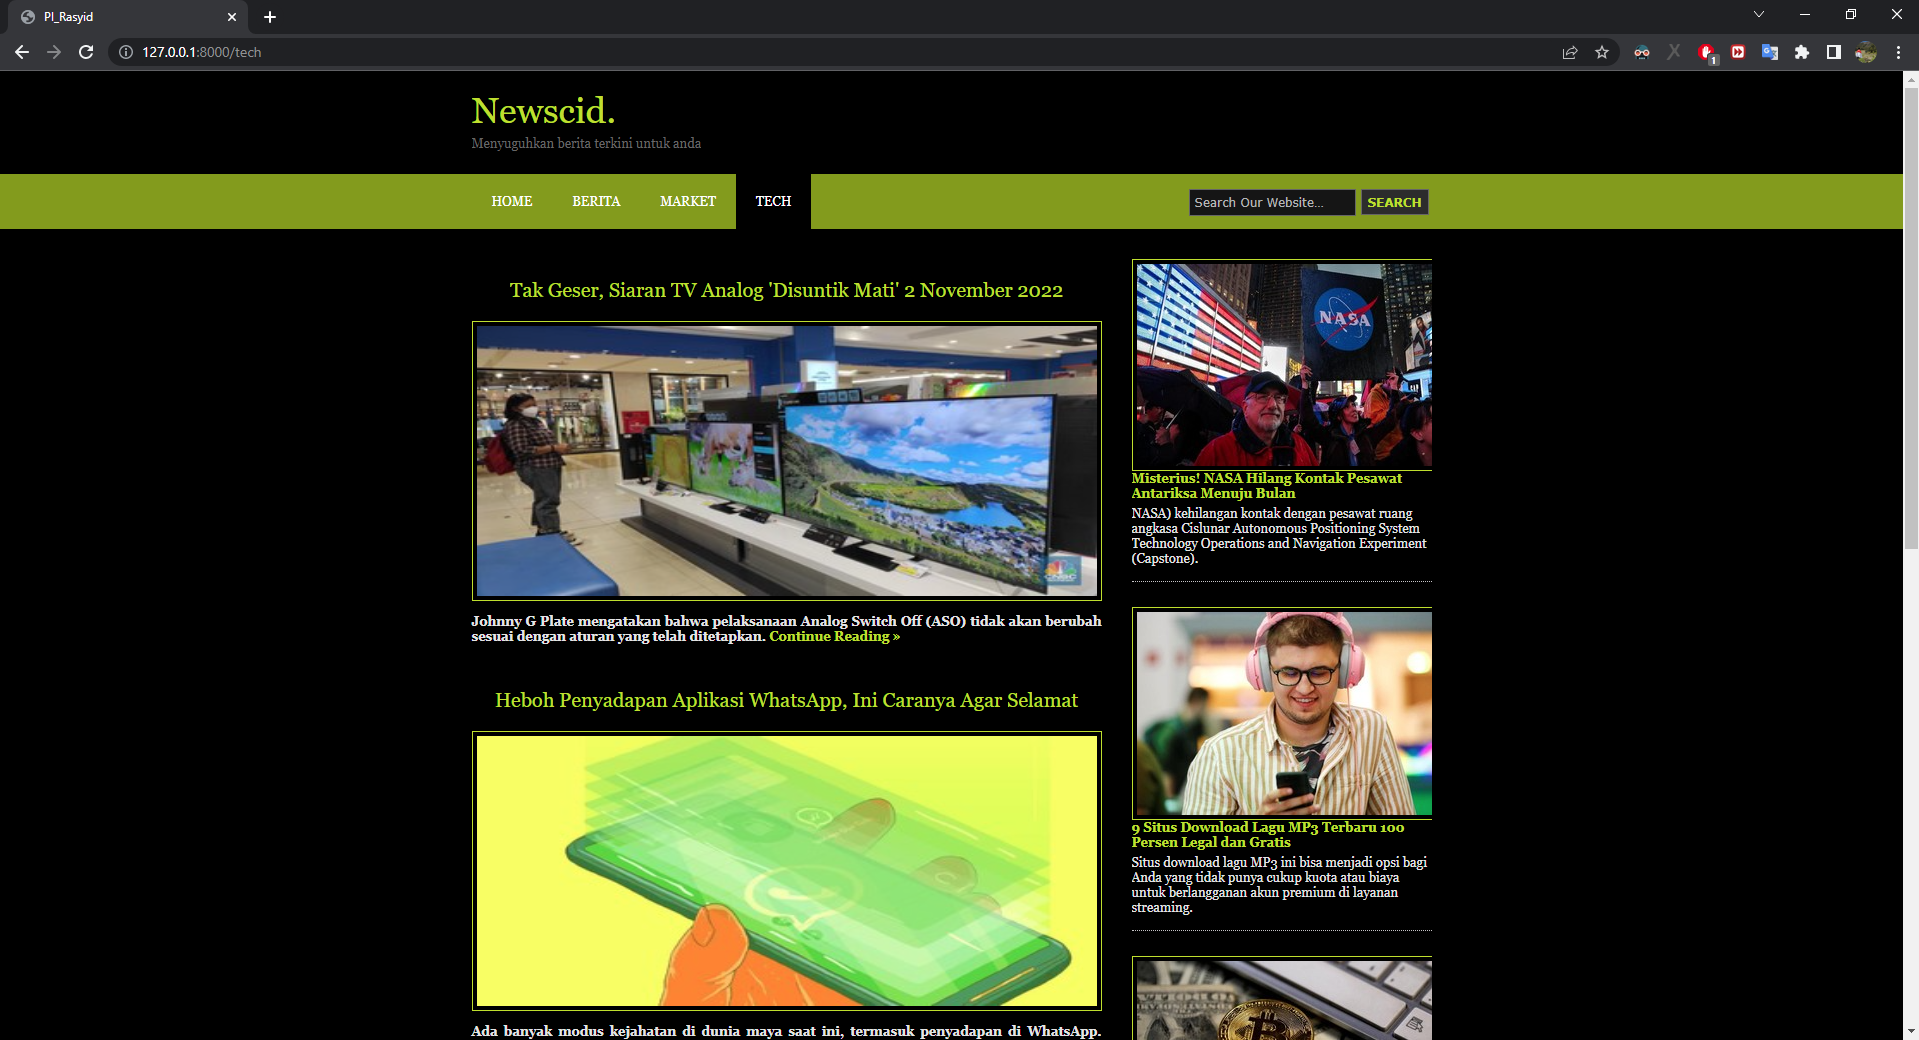 PI_Rasyid
127.0.0.1:8000/tech
1
Newscid.
Menyuguhkan berita terkini untuk anda
HOME
BERITA
MARKET
TECH
Search Our Website...
SEARCH
Tak Geser, Siaran TV Analog 'Disuntik Mati' 2 November 2022
CNBC
Johnny G Plate mengatakan bahwa pelaksanaan Analog Switch Off (ASO) tidak akan berubah
sesuai dengan aturan yang telah ditetapkan. Continue Reading »
Heboh Penyadapan Aplikasi WhatsApp, Ini Caranya Agar Selamat
Ada banyak modus kejahatan di dunia maya saat ini, termasuk penyadapan di WhatsApp.
NASA
Misterius! NASA Hilang Kontak Pesawat
Antariksa Menuju Bulan
NASA) kehilangan kontak dengan pesawat ruang
angkasa Cislunar Autonomous Positioning System
Technology Operations and Navigation Experiment
(Capstone).
9 Situs Download Lagu MP3 Terbaru 100
Persen Legal dan Gratis
Situs download lagu MP3 ini bisa menjadi opsi bagi
Anda yang tidak punya cukup kuota atau biaya
untuk berlangganan akun premium di layanan
streaming.